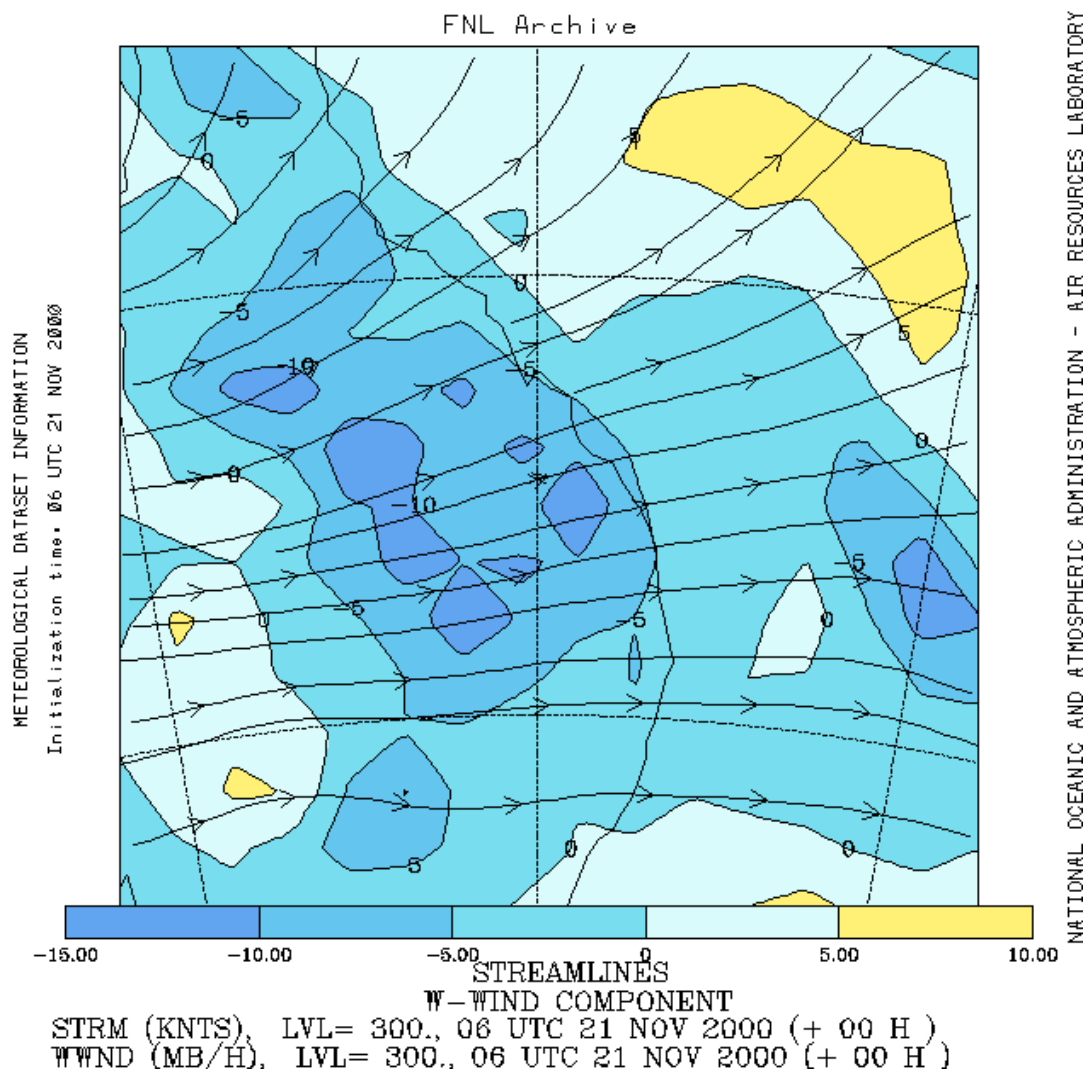 FNL Archive
NATIONAL OCEANIC AND ATMOSPHERIC ADMINISTRATION - AIR RESOURCES LABORATORY
METEOROLOGICAL DATASET INFORMATION
Initialization time: 06 UTC 21 NOV 2000
-5
0
5
0
-5
5
-10
-5
0
0
-10
-5
0
-5
-5
0
0
0
5
-15.00 -10.00 -5.00 0 5.00 10.00
STREAMLINES
W-WIND COMPONENT
STRM (KNTS), LVL= 300., 06 UTC 21 NOV 2000 (+ 00 H )
WWND (MB/H), LVL= 300., 06 UTC 21 NOV 2000 (+ 00 H )